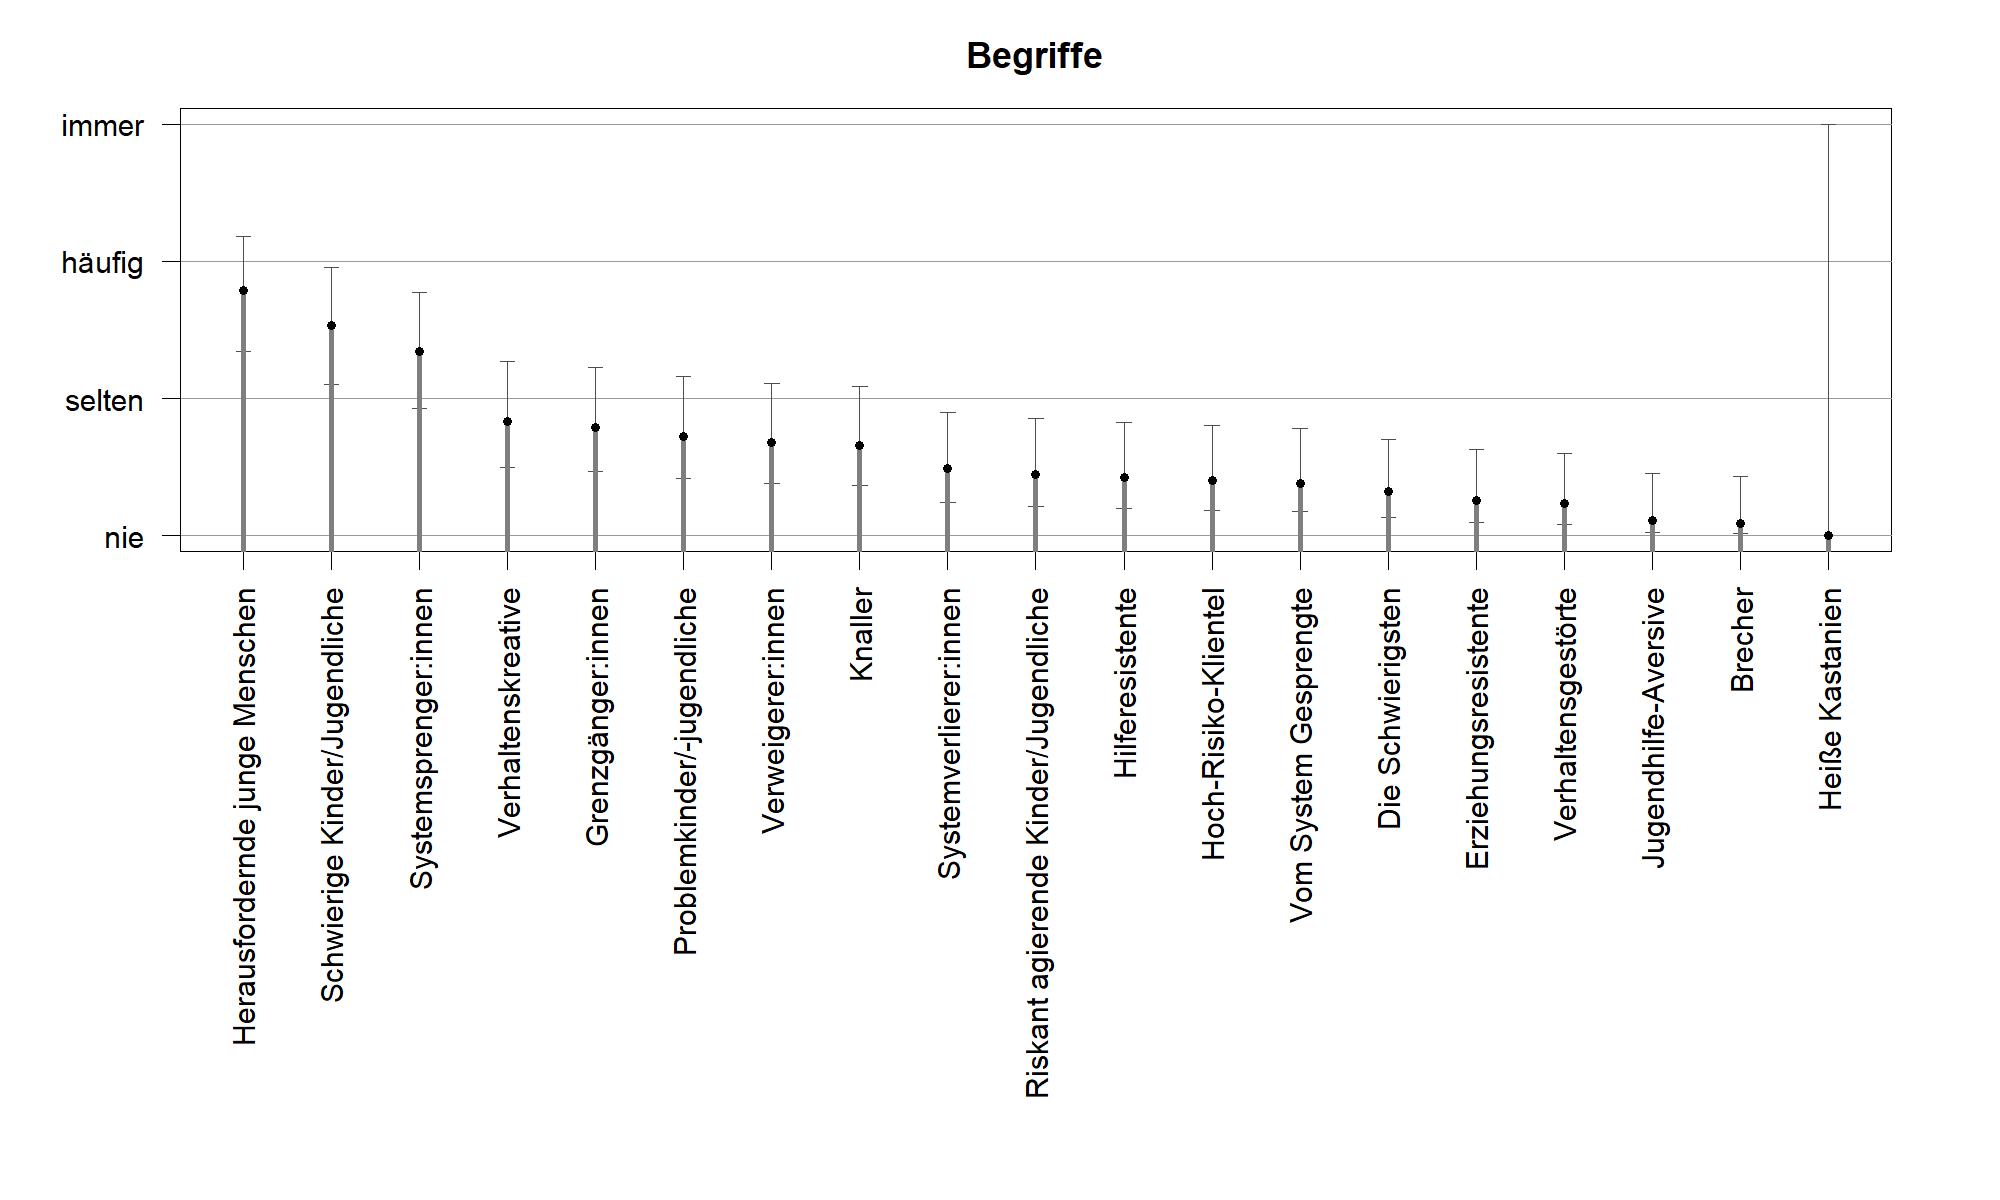 Begriffe
immer
häufig
selten
nie
Herausfordernde junge Menschen
Schwierige Kinder/Jugendliche
Systemsprenger:innen
Verhaltenskreative
Grenzgänger:innen
Problemkinder/-jugendliche
Verweigerer:innen
Knaller
Systemverlierer:innen
Riskant agierende Kinder/Jugendliche
Hilferesistente
Hoch-Risiko-Klientel
Vom System Gesprengte
Die Schwierigsten
Erziehungsresistente
Verhaltensgestörte
Jugendhilfe-Aversive
Brecher
Heiße Kastanien